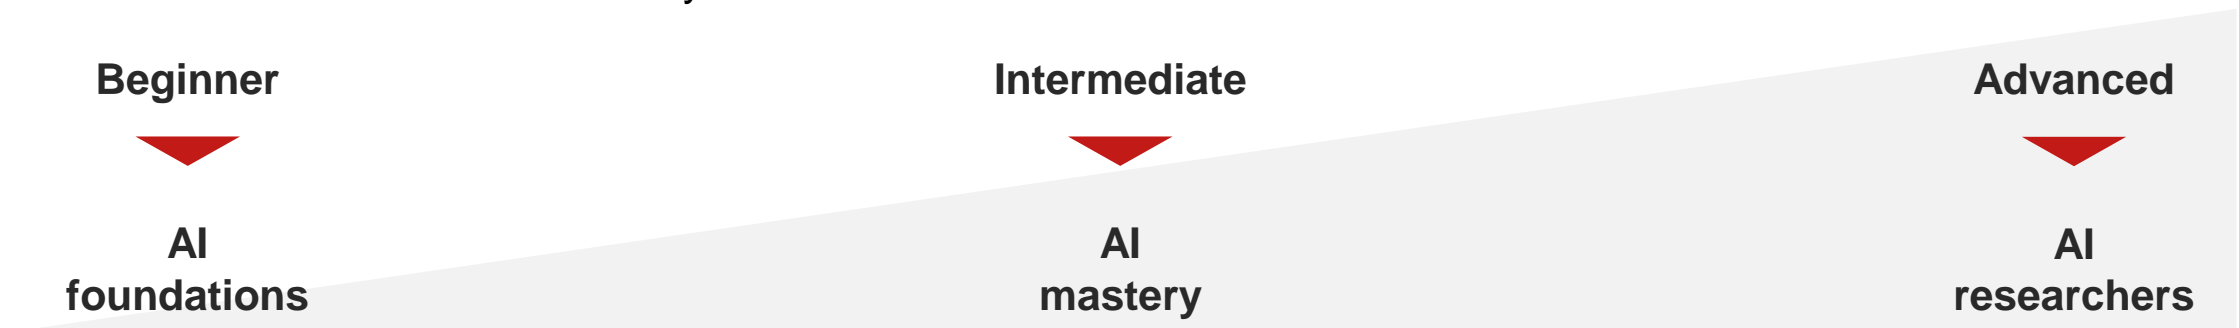 Beginner
Intermediate
Advanced
AI
foundations
AI
mastery
AI
researchers